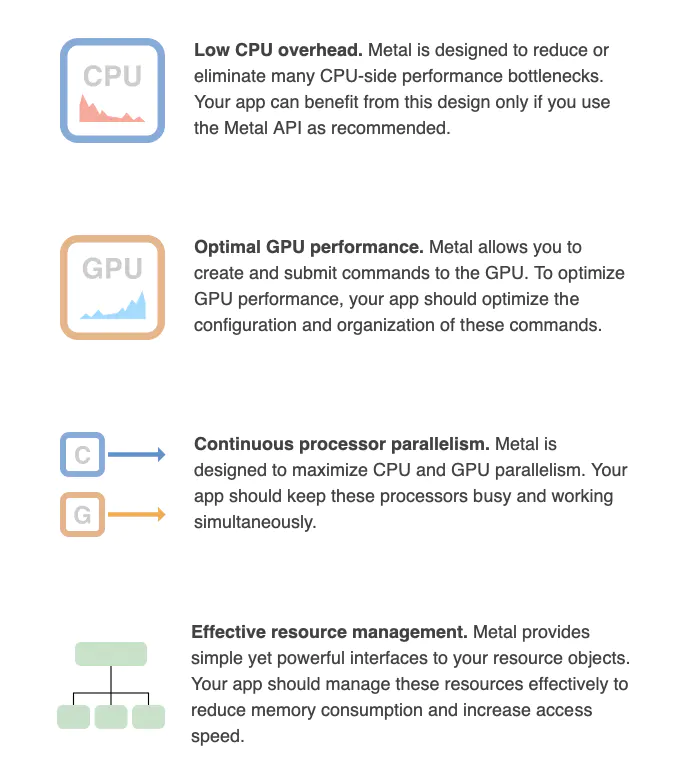 CPU
Low CPU overhead. Metal is designed to reduce or
eliminate many CPU-side performance bottlenecks.
Your app can benefit from this design only if you use
the Metal API as recommended.
GPU
Optimal GPU performance. Metal allows you to
create and submit commands to the GPU. To optimize
GPU performance, your app should optimize the
configuration and organization of these commands.
C
G
Continuous processor parallelism. Metal is
designed to maximize CPU and GPU parallelism. Your
app should keep these processors busy and working
simultaneously.
Effective resource management. Metal provides
simple yet powerful interfaces to your resource objects.
Your app should manage these resources effectively to
reduce memory consumption and increase access
speed.